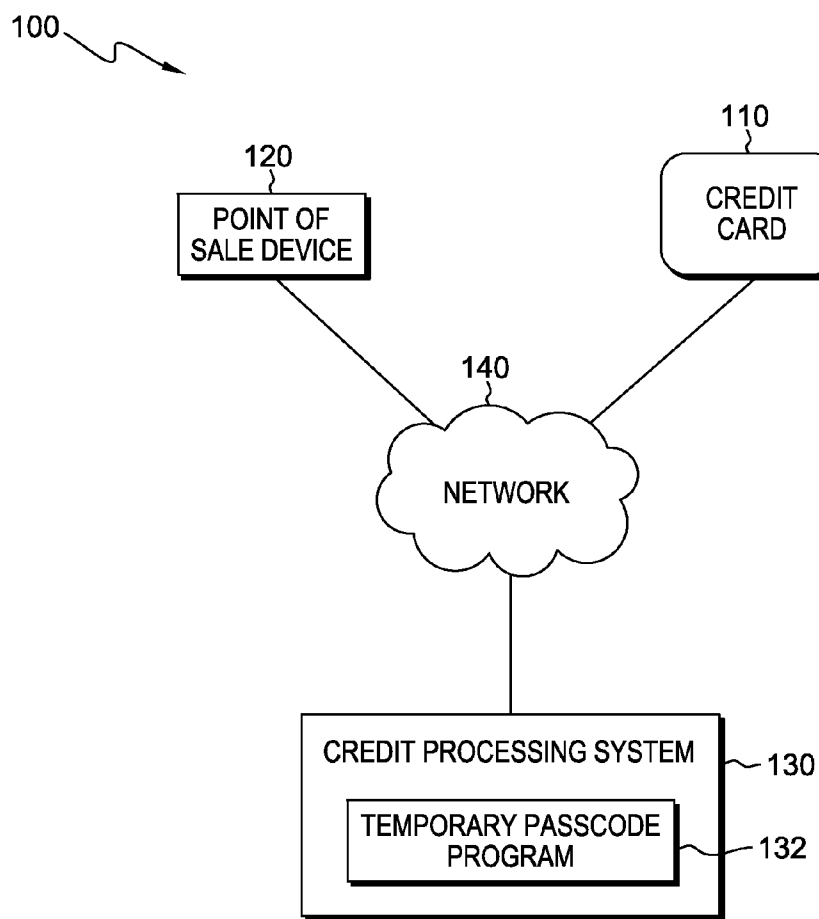 100
110
120
CREDIT
CARD
POINT OF
SALE DEVICE
140
NETWORK
CREDIT PROCESSING SYSTEM
130
TEMPORARY PASSCODE
PROGRAM
132